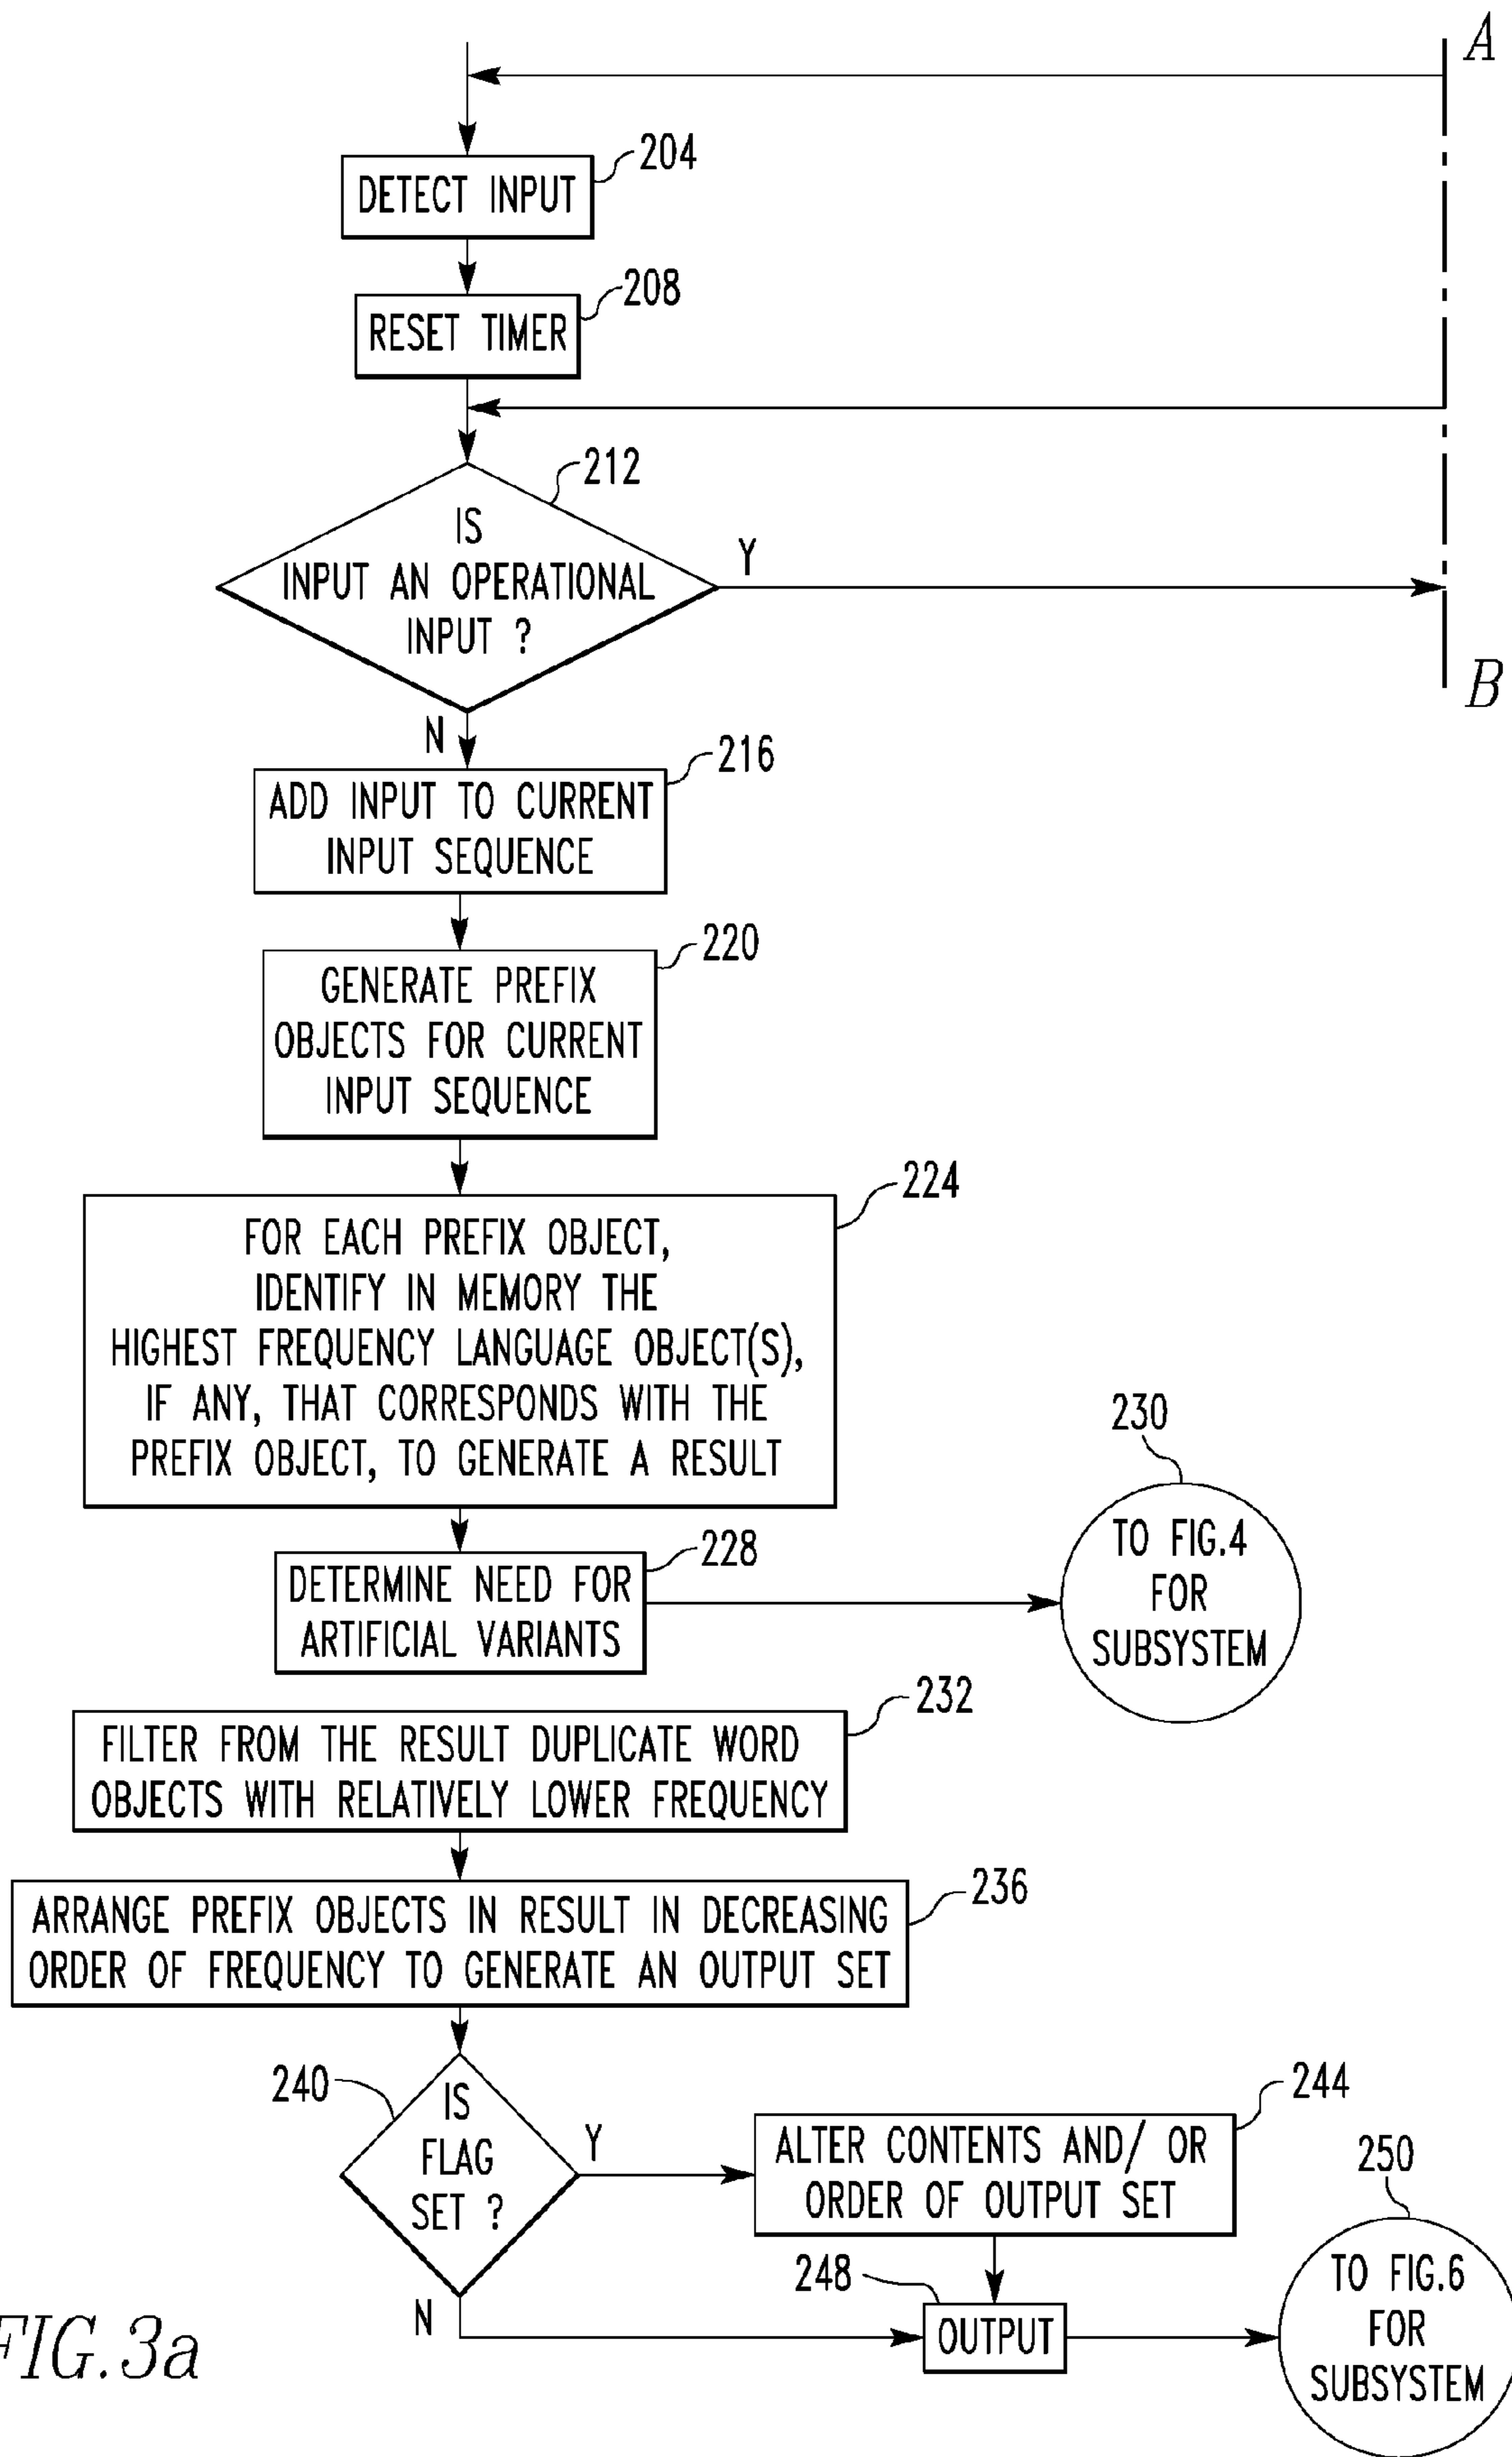 A
204
DETECT INPUT
208
RESET TIMER
212
IS
INPUT AN OPERATIONAL
INPUT ?
Y
B
N
216
ADD INPUT TO CURRENT
INPUT SEQUENCE
220
GENERATE PREFIX
OBJECTS FOR CURRENT
INPUT SEQUENCE
224
FOR EACH PREFIX OBJECT,
IDENTIFY IN MEMORY THE
HIGHEST FREQUENCY LANGUAGE OBJECT(S),
IF ANY, THAT CORRESPONDS WITH THE
PREFIX OBJECT, TO GENERATE A RESULT
230
TO FIG.4
FOR
SUBSYSTEM
228
DETERMINE NEED FOR
ARTIFICIAL VARIANTS
232
FILTER FROM THE RESULT DUPLICATE WORD
OBJECTS WITH RELATIVELY LOWER FREQUENCY
236
ARRANGE PREFIX OBJECTS IN RESULT IN DECREASING
ORDER OF FREQUENCY TO GENERATE AN OUTPUT SET
240
IS
FLAG
SET ?
Y
244
ALTER CONTENTS AND/ OR
ORDER OF OUTPUT SET
N
248
OUTPUT
250
TO FIG.6
FOR
SUBSYSTEM
FIG.3a